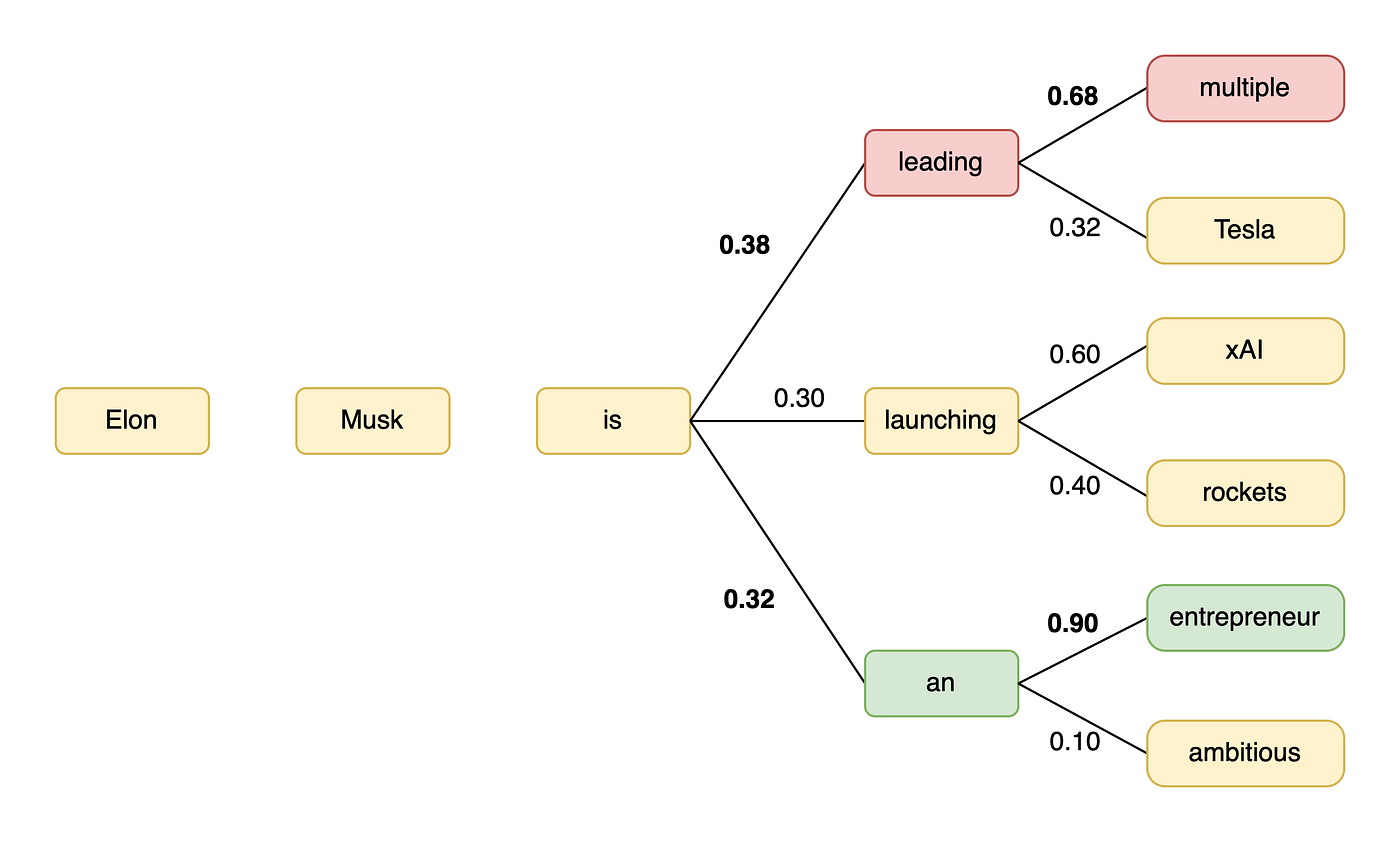 0.68
multiple
leading
0.32
Tesla
0.38
0.60
xAI
Elon
Musk
is
0.30
launching
0.40
rockets
0.32
0.90
entrepreneur
an
0.10
ambitious